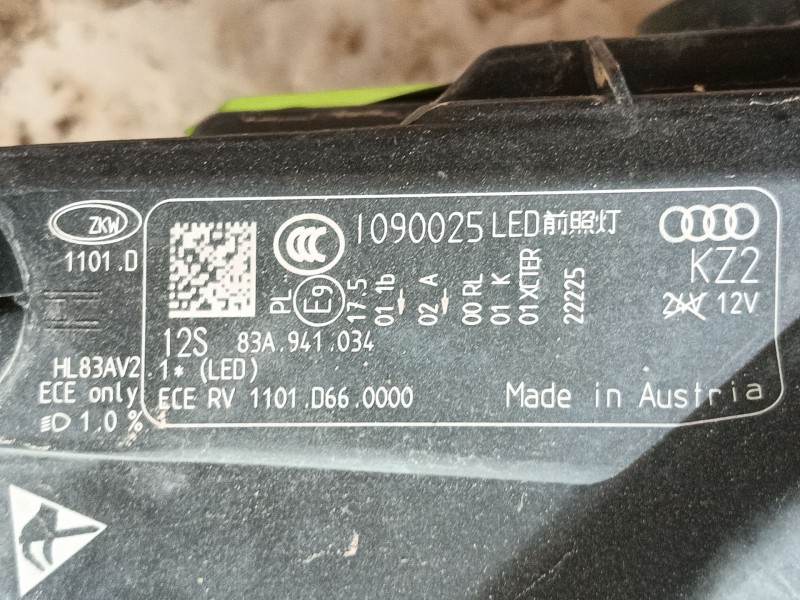 ZKW
1101.D
1090025 LED前照灯
KZ2
24V 12V
PL
E9
17.5
01 1b
02 A
00 RL
01 K
01 XCTER
22225
12S 83A.941.034
HL83AV2.1* (LED)
ECE only
ECE RV 1101.D66.0000
Made in Austria
1.0 %